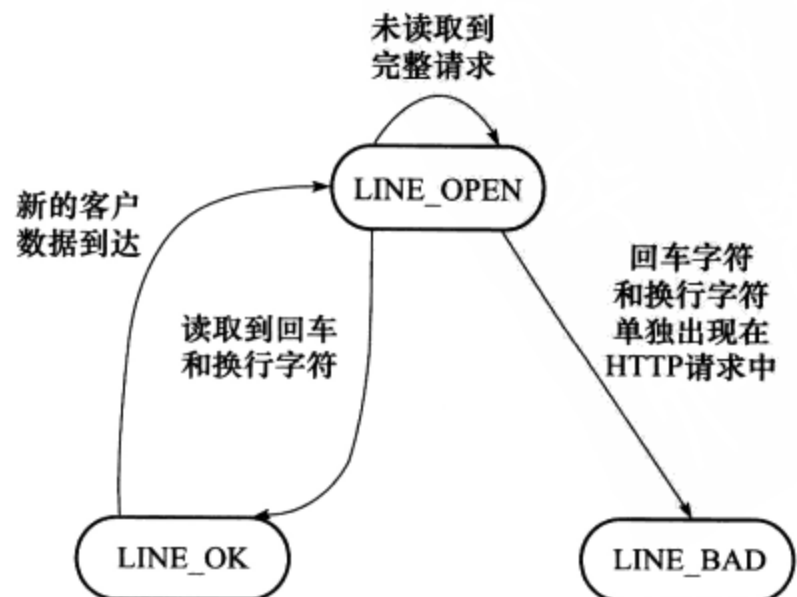 未读取到
完整请求
LINE_OPEN
新的客户
数据到达
读取到回车
和换行字符
回车字符
和换行字符
单独出现在
HTTP请求中
LINE_OK
LINE_BAD